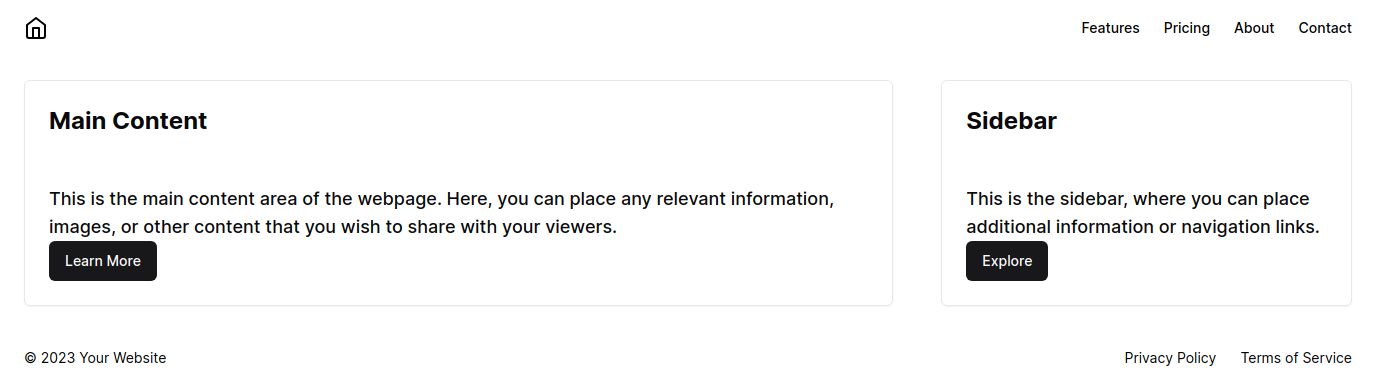 Features
Pricing
About
Contact
Main Content
This is the main content area of the webpage. Here, you can place any relevant information,
images, or other content that you wish to share with your viewers.
Learn More
Sidebar
This is the sidebar, where you can place
additional information or navigation links.
Explore
© 2023 Your Website
Privacy Policy
Terms of Service